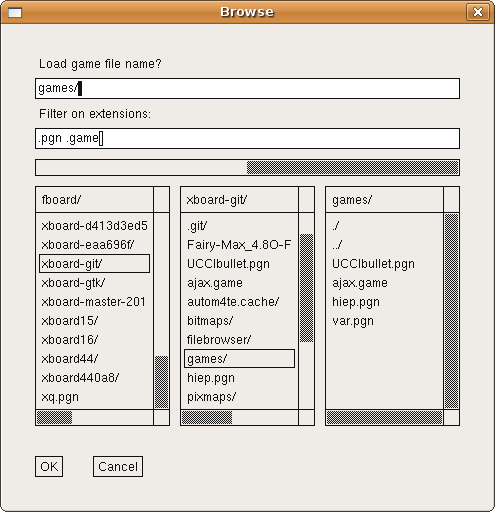 Browse
Load game file name?
games/
Filter on extensions:
.pgn .game
fboard/
xboard-d413d3ed5
xboard-eaa696f/
xboard-git/
xboard-gtk/
xboard-master-201
xboard15/
xboard16/
xboard44/
xboard440a8/
xq.pgn
xboard-git/
.git/
Fairy-Max_4.8O-F
UCCIbullet.pgn
ajax.game
autom4te.cache/
bitmaps/
filebrowser/
games/
hiep.pgn
pixmaps/
games/
./
../
UCCIbullet.pgn
ajax.game
hiep.pgn
var.pgn
OK
Cancel